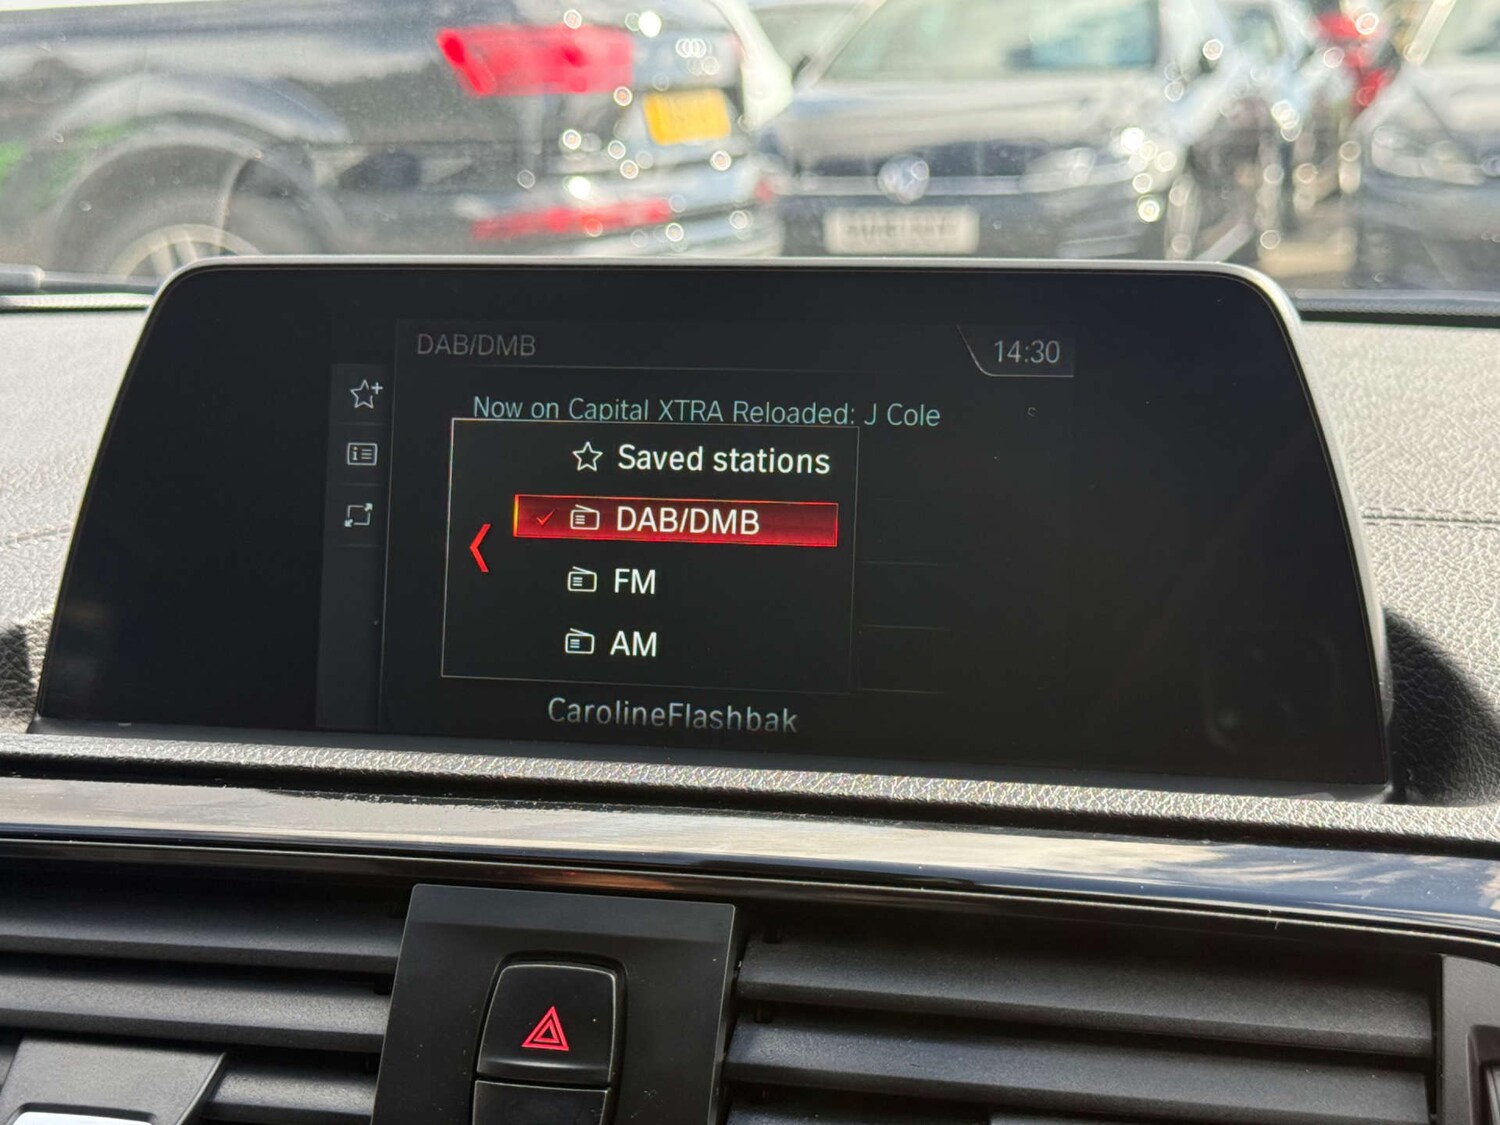 DAB/DMB
14:30
Now on Capital XTRA Reloaded: J Cole
Saved stations
DAB/DMB
FM
AM
CarolineFlashbak